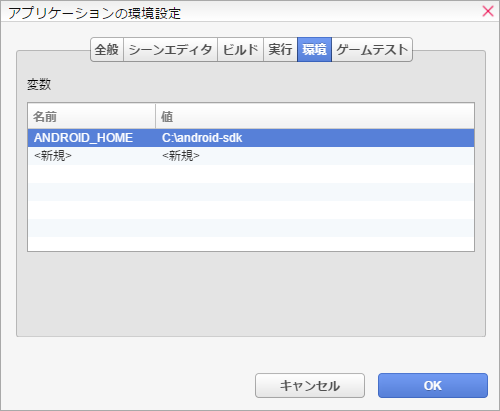 アプリケーションの環境設定
全般 シーンエディタ ビルド 実行 環境 ゲームテスト
変数
名前 値
ANDROID_HOME C:\android-sdk
<新規> <新規>
キャンセル OK